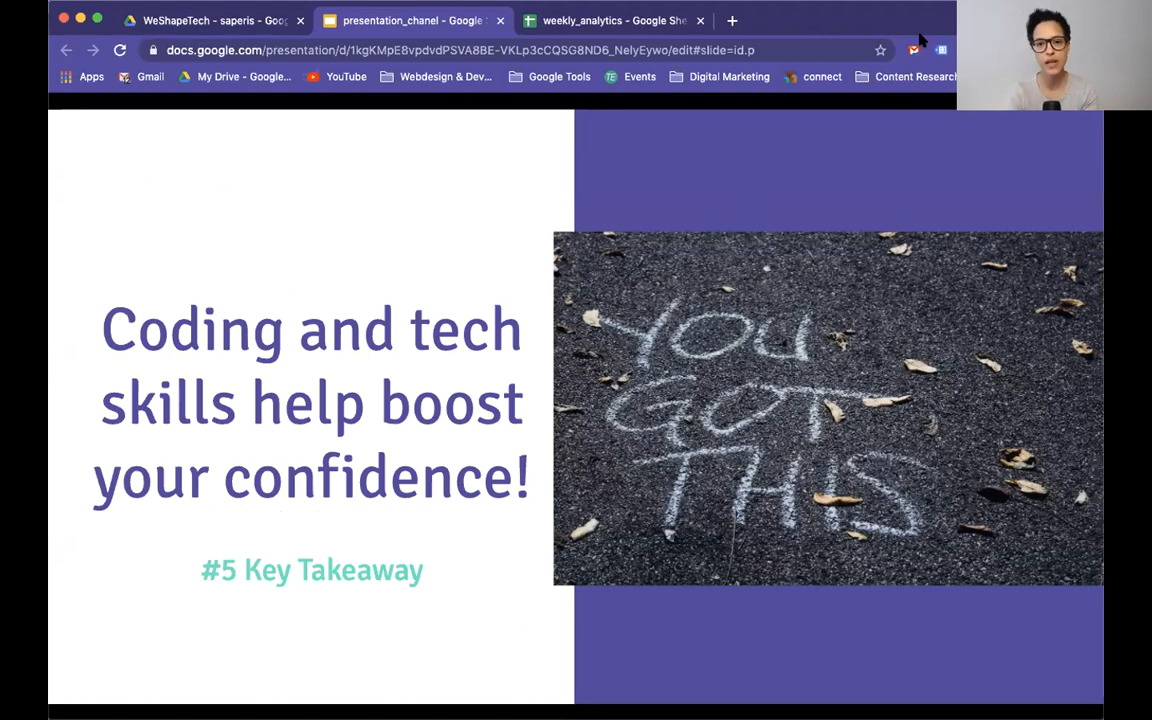 WeShapeTech - saperis - Goog
presentation_chanel - Google S
weekly_analytics - Google She
docs.google.com/presentation/d/1kgKMpE8vpdvdPSVA8BE-VKLp3cCQSG8ND6_NelyEywo/edit#slide=id.p
Apps
Gmail
My Drive - Google...
YouTube
Webdesign & Dev...
Google Tools
TE Events
Digital Marketing
connect
Content Researc
Coding and tech
skills help boost
your confidence!
#5 Key Takeaway
YOU
GOT
THIS